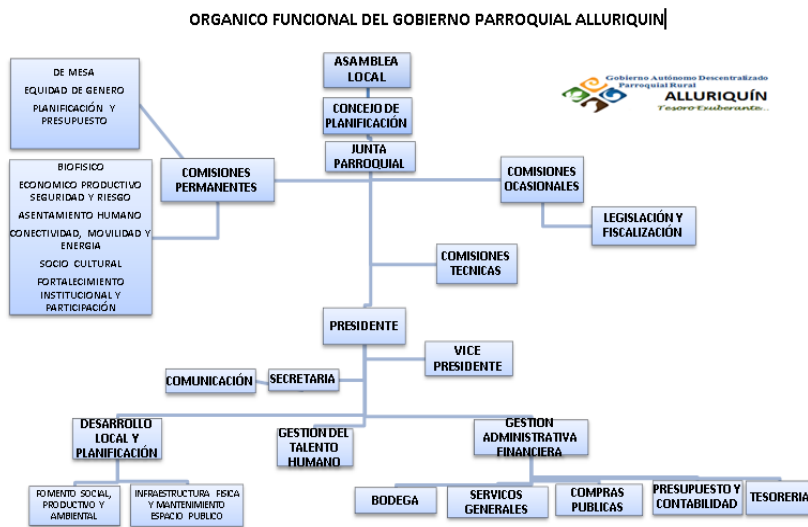 ORGANICO FUNCIONAL DEL GOBIERNO PARROQUIAL ALLURIQUIN
DE MESA
EQUIDAD DE GENERO
PLANIFICACIÓN Y
PRESUPUESTO
ASAMBLEA
LOCAL
Gobierno Autónomo Descentralizado
Parroquial Rural
ALLURIQUÍN
Tesoro Exuberante...
CONCEJO DE
PLANIFICACIÓN
JUNTA
PARROQUIAL
BIOFISICO
ECONOMICO PRODUCTIVO
SEGURIDAD Y RIESGO
ASENTAMIENTO HUMANO
CONECTIVIDAD, MOVILIDAD Y
ENERGIA
SOCIO CULTURAL
FORTALECIMIENTO
INSTITUCIONAL Y
PARTICIPACIÓN
COMISIONES
PERMANENTES
COMISIONES
OCASIONALES
LEGISLACIÓN Y
FISCALIZACIÓN
COMISIONES
TECNICAS
PRESIDENTE
VICE
PRESIDENTE
COMUNICACIÓN
SECRETARIA
DESARROLLO
LOCAL Y
PLANIFICACIÓN
GESTIÓN DEL
TALENTO
HUMANO
GESTION
ADMINISTRATIVA
FINANCIERA
FOMENTO SOCIAL,
PRODUCTIVO Y
AMBIENTAL
INFRAESTRUCTURA FISICA
Y MANTENIMIENTO
ESPACIO PUBLICO
BODEGA
SERVICOS
GENERALES
COMPRAS
PUBLICAS
PRESUPUESTO Y
CONTABILIDAD
TESORERIA